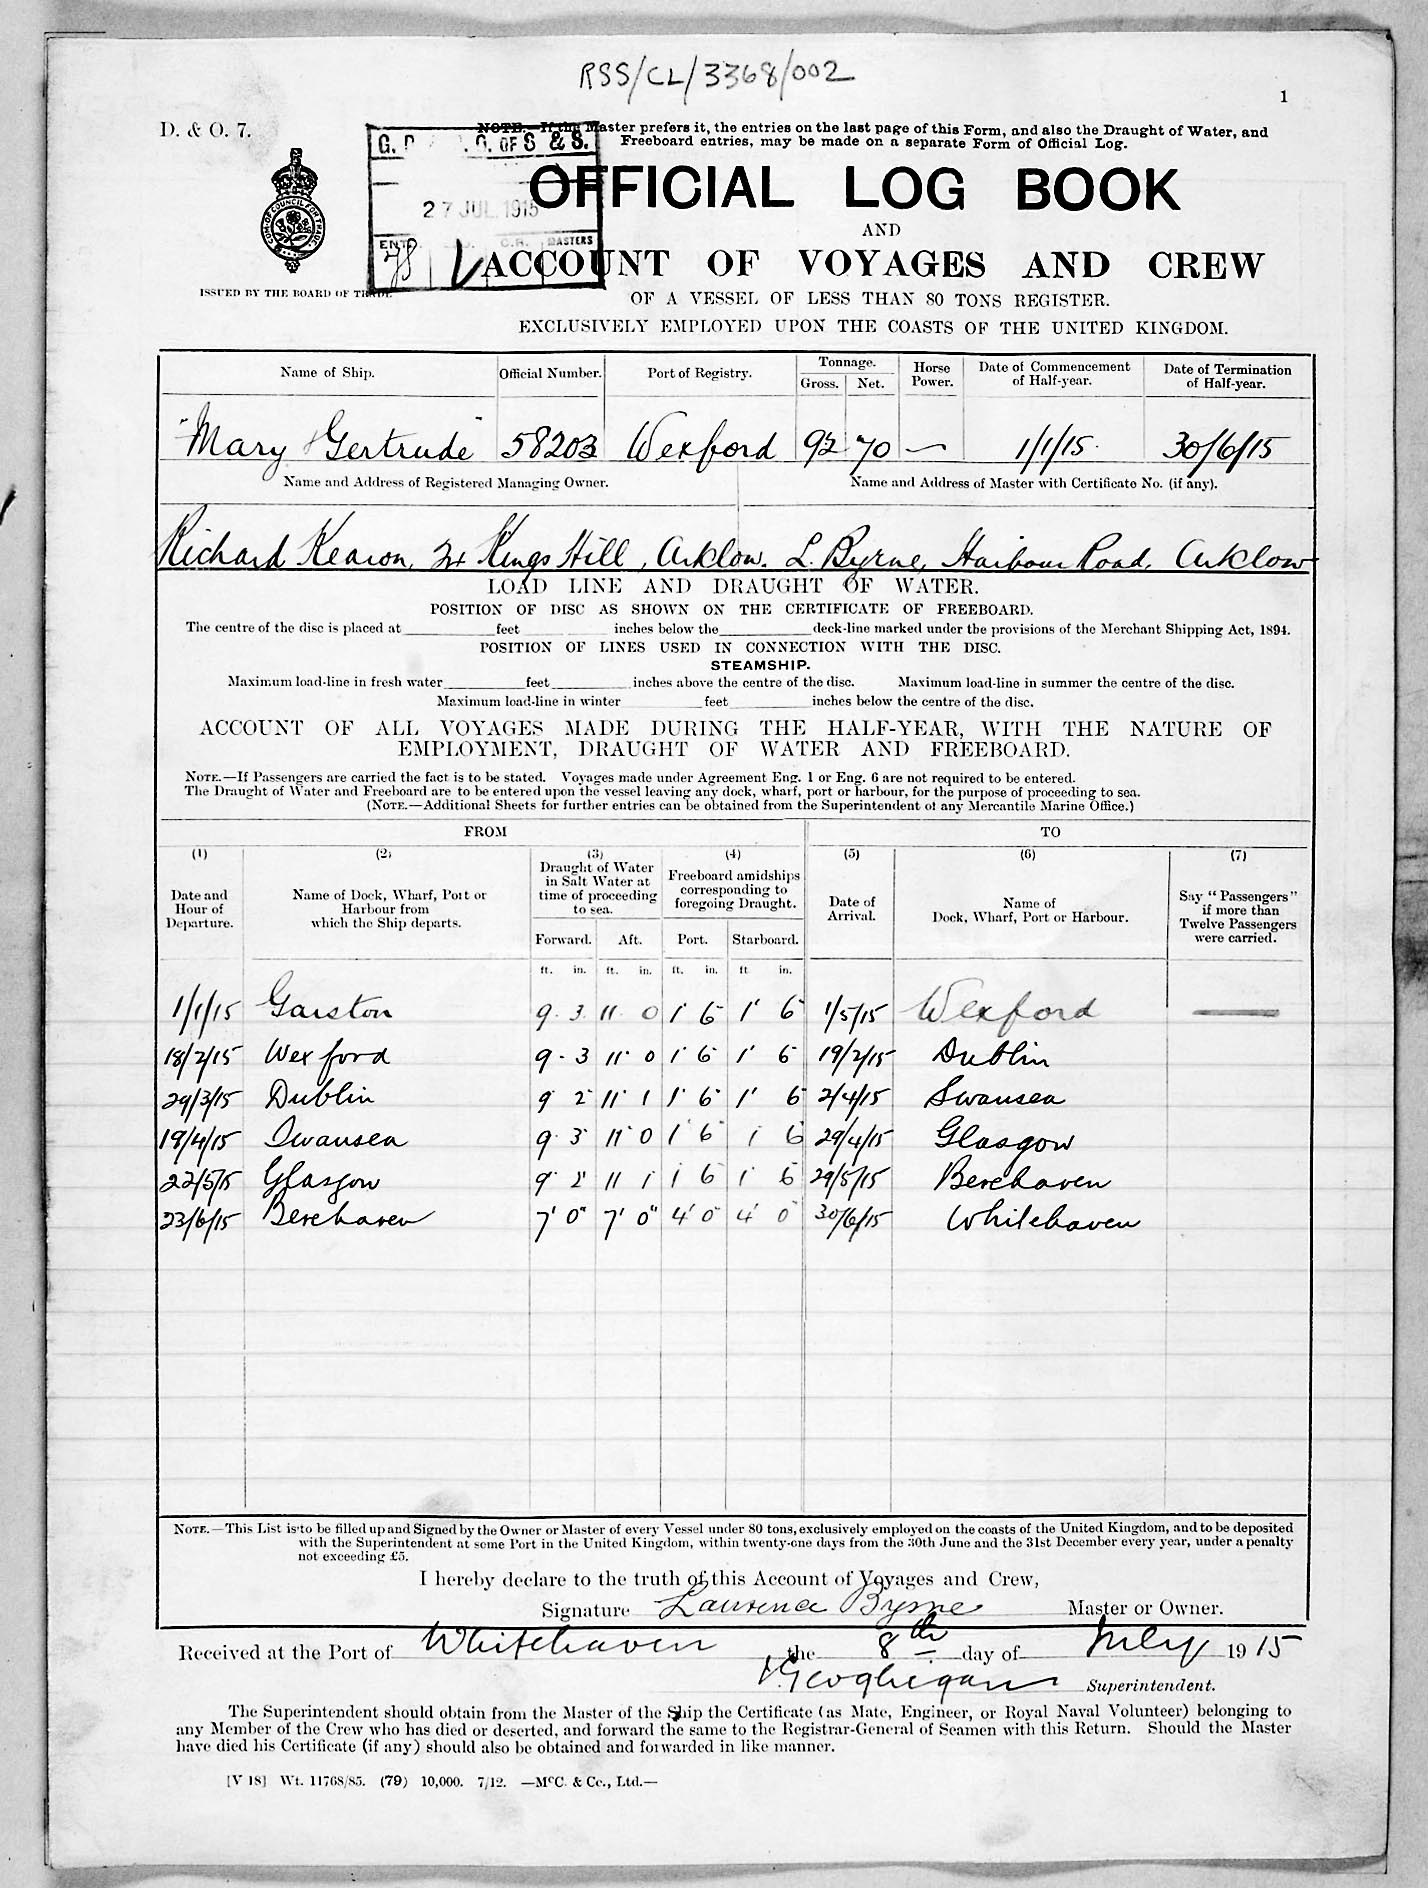 RSS/CL/3368/002
1
D. & O. 7.
NOTE. If the Master prefers it, the entries on the last page of this Form, and also the Draught of Water, and
Freeboard entries, may be made on a separate Form of Official Log.
G. OF S & S.
27 JUL 1915
MASTERS
OFFICIAL LOG BOOK
AND
ACCOUNT OF VOYAGES AND CREW
ISSUED BY THE BOARD OF TRADE
OF A VESSEL OF LESS THAN 80 TONS REGISTER.
EXCLUSIVELY EMPLOYED UPON THE COASTS OF THE UNITED KINGDOM.
Name of Ship. Official Number. Port of Registry. Tonnage. Gross. Net. Horse Power. Date of Commencement of Half-year. Date of Termination of Half-year.
"Mary Gertrude" 58203 Wexford 92 70 — 1/1/15. 30/6/15
Name and Address of Registered Managing Owner. Name and Address of Master with Certificate No. (if any).
Richard Kearon, Kings Hill, Arklow. L. Byrne, Harbour Road, Arklow
LOAD LINE AND DRAUGHT OF WATER.
POSITION OF DISC AS SHOWN ON THE CERTIFICATE OF FREEBOARD.
The centre of the disc is placed at feet inches below the deck-line marked under the provisions of the Merchant Shipping Act, 1894.
POSITION OF LINES USED IN CONNECTION WITH THE DISC.
STEAMSHIP.
Maximum load-line in fresh water feet inches above the centre of the disc. Maximum load-line in summer the centre of the disc.
Maximum load-line in winter feet inches below the centre of the disc.
ACCOUNT OF ALL VOYAGES MADE DURING THE HALF-YEAR, WITH THE NATURE OF
EMPLOYMENT, DRAUGHT OF WATER AND FREEBOARD.
NOTE.—If Passengers are carried the fact is to be stated. Voyages made under Agreement Eng. 1 or Eng. 6 are not required to be entered.
The Draught of Water and Freeboard are to be entered upon the vessel leaving any dock, wharf, port or harbour, for the purpose of proceeding to sea.
(NOTE.—Additional Sheets for further entries can be obtained from the Superintendent of any Mercantile Marine Office.)
FROM TO
(1) (2) (3) (4) (5) (6) (7)
Date and Hour of Departure. Name of Dock, Wharf, Port or Harbour from which the Ship departs. Draught of Water in Salt Water at time of proceeding to sea. Freeboard amidships corresponding to foregoing Draught. Date of Arrival. Name of Dock, Wharf, Port or Harbour. Say "Passengers" if more than Twelve Passengers were carried.
Forward. Aft. Port. Starboard.
ft. in. ft. in. ft. in. ft in.
1/1/15 Garston 9 3 11 0 1 6 1 6 1/5/15 Wexford —
18/2/15 Wexford 9 3 11 0 1 6 1 6 19/2/15 Dublin
29/3/15 Dublin 9 2 11 1 1 6 1 6 2/4/15 Swansea
19/4/15 Swansea 9 3 11 0 1 6 1 6 29/4/15 Glasgow
22/5/15 Glasgow 9 2 11 1 1 6 1 6 29/5/15 Berehaven
23/6/15 Berehaven 7' 0" 7' 0" 4' 0" 4' 0" 30/6/15 Whitehaven
NOTE.—This List is to be filled up and Signed by the Owner or Master of every Vessel under 80 tons, exclusively employed on the coasts of the United Kingdom, and to be deposited
with the Superintendent at some Port in the United Kingdom, within twenty-one days from the 30th June and the 31st December every year, under a penalty
not exceeding £5.
I hereby declare to the truth of this Account of Voyages and Crew,
Signature Laurence Byrne Master or Owner.
Received at the Port of Whitehaven the 8th day of July 1915
Geoghegan Superintendent.
The Superintendent should obtain from the Master of the Ship the Certificate (as Mate, Engineer, or Royal Naval Volunteer) belonging to
any Member of the Crew who has died or deserted, and forward the same to the Registrar-General of Seamen with this Return. Should the Master
have died his Certificate (if any) should also be obtained and forwarded in like manner.
[V 18] Wt. 11768/85. (79) 10,000. 7/12. —McC. & Co., Ltd.—